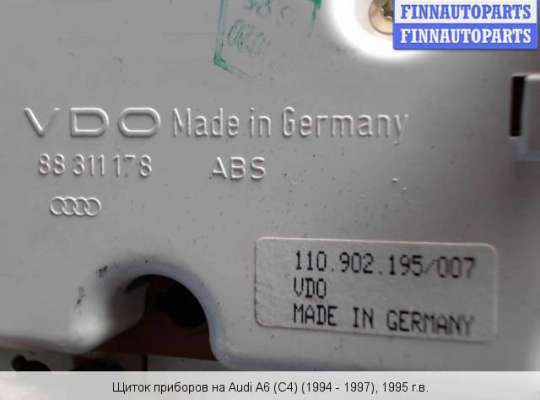 FINNAUTOPARTS
FINNAUTOPARTS
VDO Made in Germany
88 311 178 ABS
110.902.195/007
VDO
MADE IN GERMANY
Щиток приборов на Audi A6 (C4) (1994 - 1997), 1995 г.в.